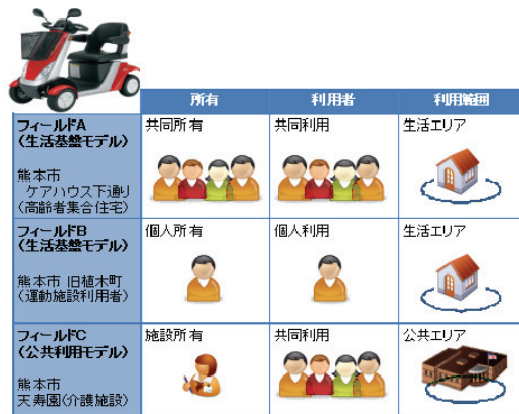 所有 利用者 利用範囲
フィールドA
(生活基盤モデル)
熊本市
ケアハウス下通り
(高齢者集合住宅)
共同所有
共同利用
生活エリア
フィールドB
(生活基盤モデル)
熊本市 旧植木町
(運動施設利用者)
個人所有
個人利用
生活エリア
フィールドC
(公共利用モデル)
熊本市
天寿園(介護施設)
施設所有
共同利用
公共エリア